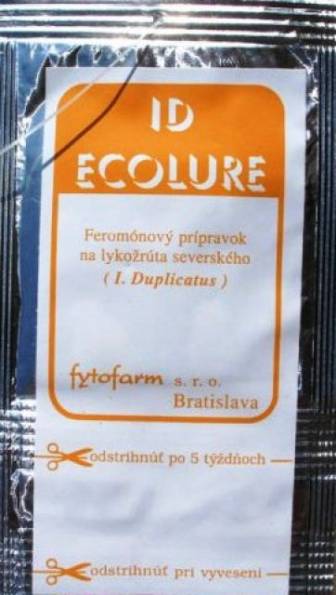 ID
ECOLURE
Feromónový prípravok
na lykožrúta severského
( I. Duplicatus )
fytofarm s. r. o.
Bratislava
odstrihnúť po 5 týždňoch
odstrihnúť pri vyvesení